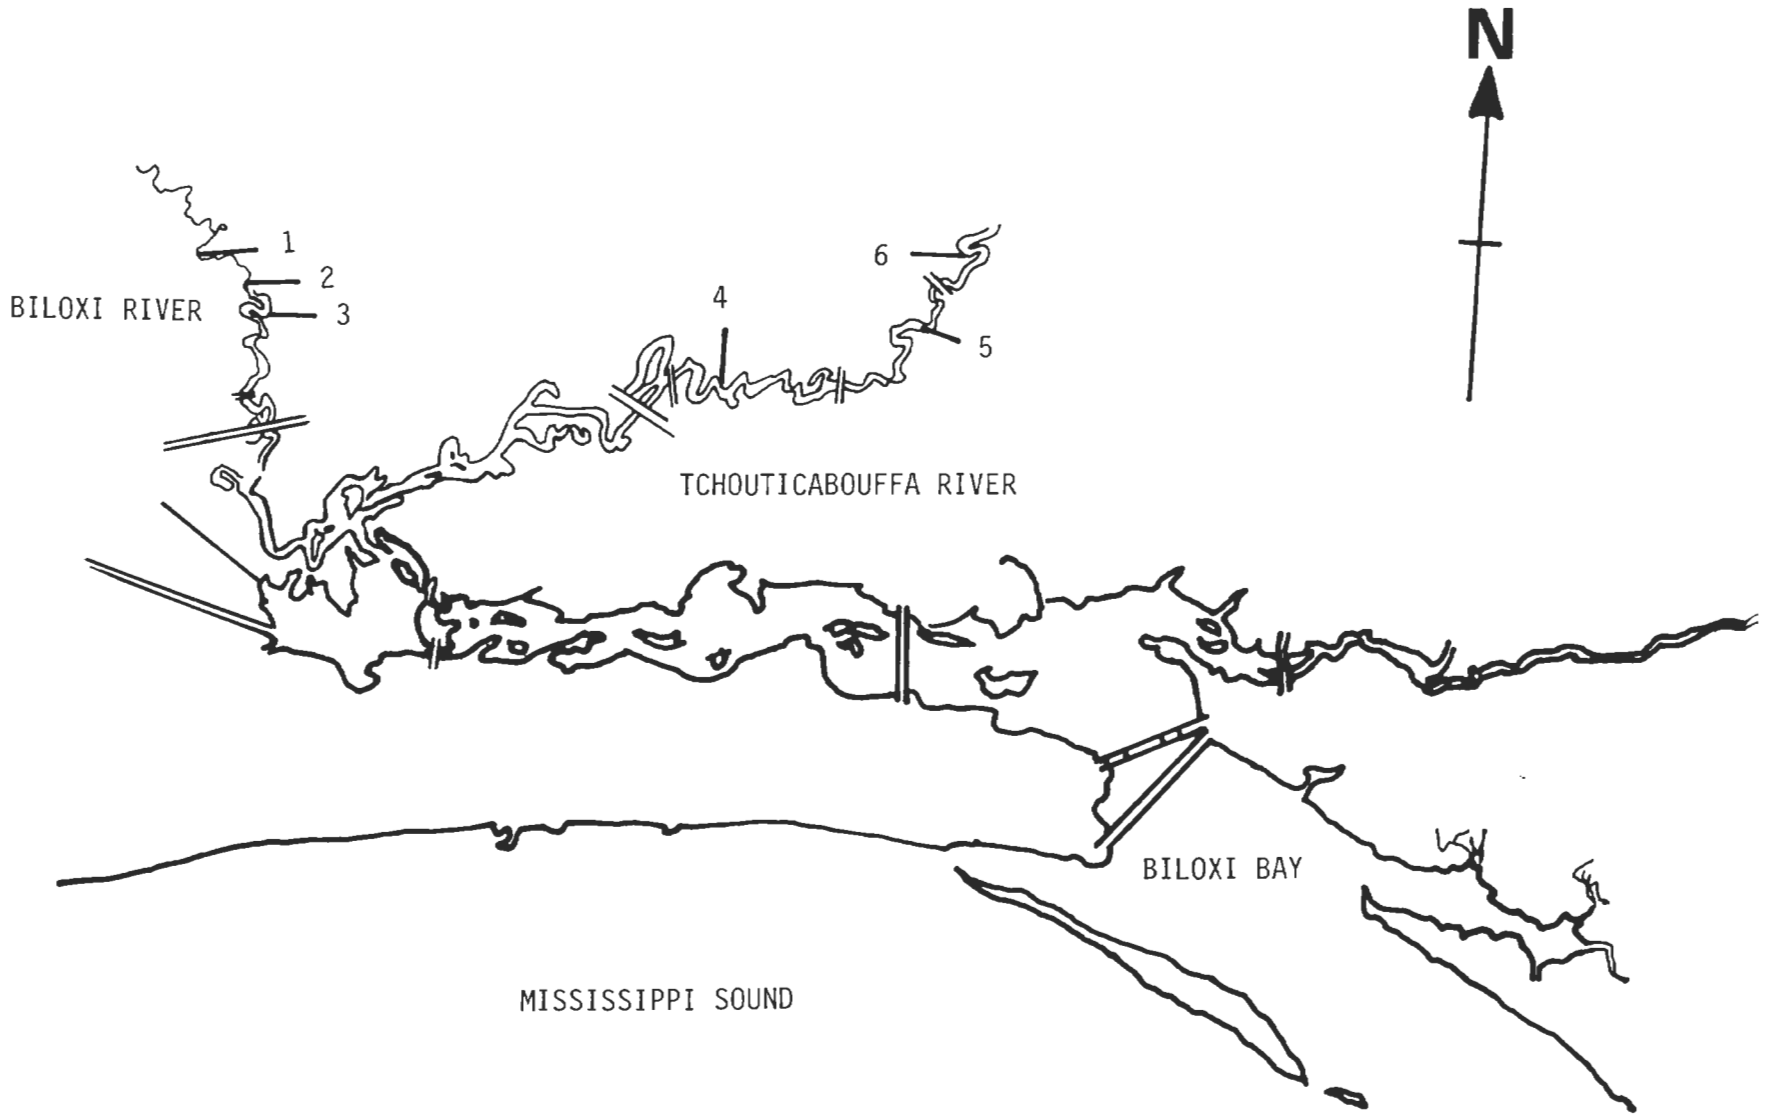 N
1
2
BILOXI RIVER
3
4
6
5
TCHOUTICABOUFFA RIVER
BILOXI BAY
MISSISSIPPI SOUND